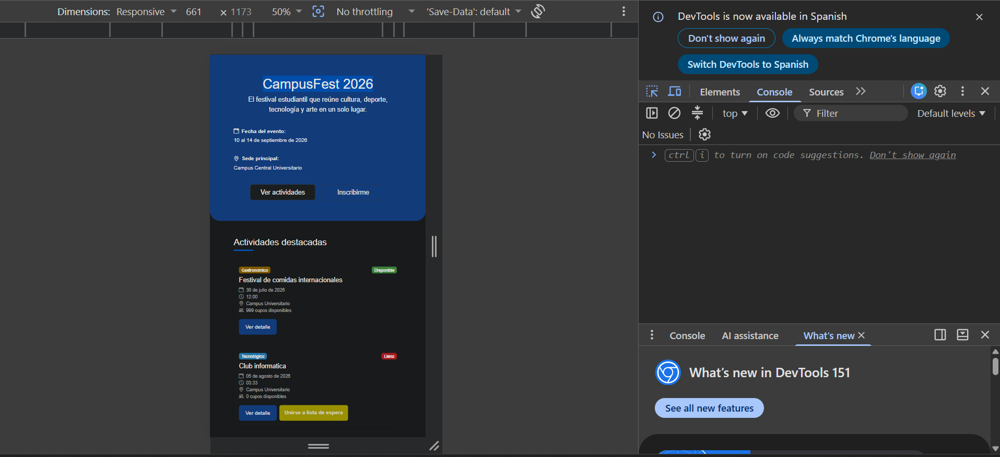 Dimensions: Responsive 661 × 1173 50% No throttling 'Save-Data': default
CampusFest 2026
El festival estudiantil que reúne cultura, deporte,
tecnología y arte en un solo lugar.
Fecha del evento:
10 al 14 de septiembre de 2026
Sede principal:
Campus Central Universitario
Ver actividades Inscribirme
Actividades destacadas
Gastronómico Disponible
Festival de comidas internacionales
30 de julio de 2026
12:00
Campus Universitario
999 cupos disponibles
Ver detalle
Tecnológico Lleno
Club informatica
05 de agosto de 2026
03:33
Campus Universitario
0 cupos disponibles
Ver detalle Unirse a lista de espera
DevTools is now available in Spanish
Don't show again Always match Chrome's language
Switch DevTools to Spanish
Elements Console Sources
top Filter Default levels
No Issues
ctrl i to turn on code suggestions. Don't show again
Console AI assistance What's new
What's new in DevTools 151
See all new features